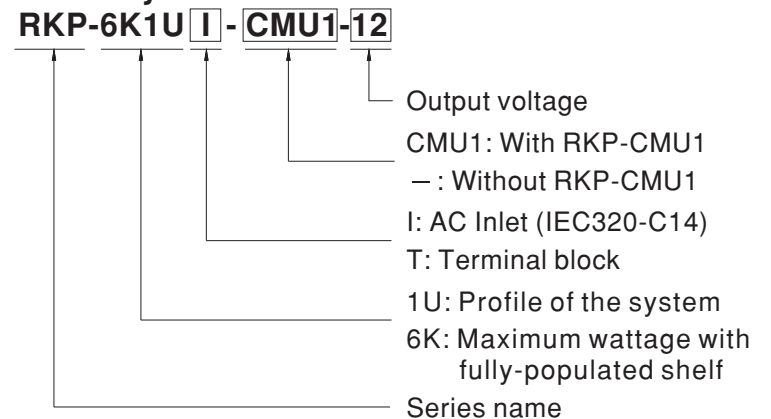 RKP-6K1U I - CMU1-12
Output voltage
CMU1: With RKP-CMU1
– : Without RKP-CMU1
I: AC Inlet (IEC320-C14)
T: Terminal block
1U: Profile of the system
6K: Maximum wattage with
fully-populated shelf
Series name